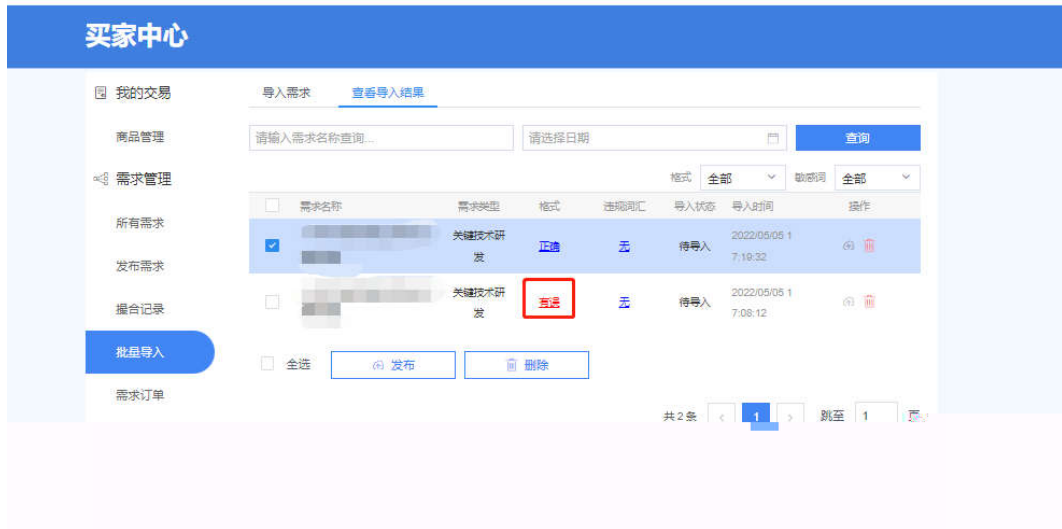 买家中心
我的交易
导入需求 查看导入结果
商品管理
请输入需求名称查询... 请选择日期 查询
需求管理
格式 全部 敏感词 全部
需求名称 需求类型 格式 违规词汇 导入状态 导入时间 操作
所有需求
关键技术研发 正确 无 待导入 2022/05/05 17:19:32
发布需求
关键技术研发 有误 无 待导入 2022/05/05 17:08:12
撮合记录
批量导入
全选 发布 删除
需求订单
共2条 < 1 > 跳至 1 页